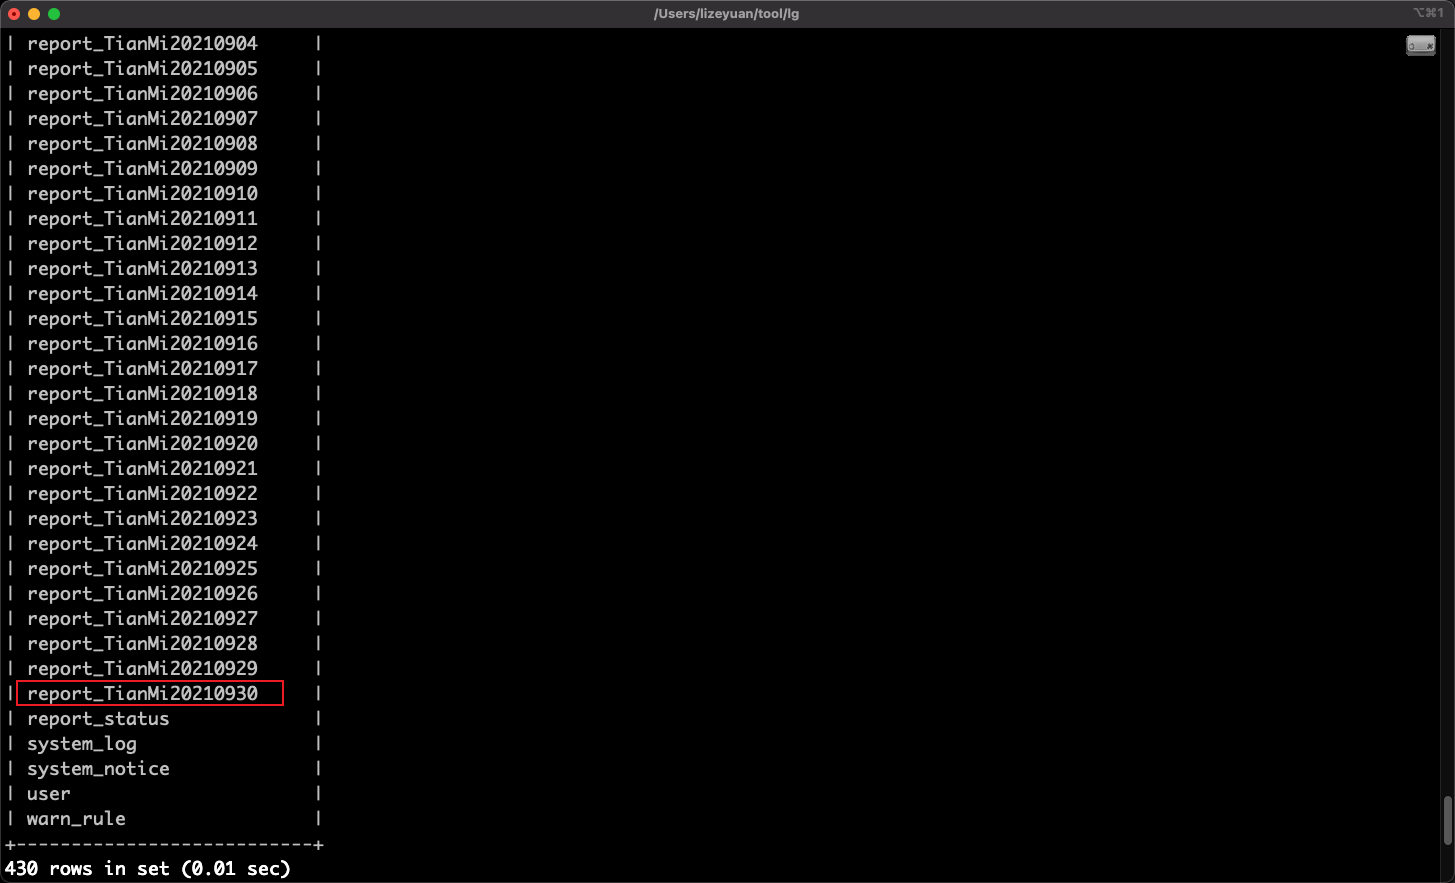 /Users/lizeyuan/tool/lg
⌥⌘1
| report_TianMi20210904 |
| report_TianMi20210905 |
| report_TianMi20210906 |
| report_TianMi20210907 |
| report_TianMi20210908 |
| report_TianMi20210909 |
| report_TianMi20210910 |
| report_TianMi20210911 |
| report_TianMi20210912 |
| report_TianMi20210913 |
| report_TianMi20210914 |
| report_TianMi20210915 |
| report_TianMi20210916 |
| report_TianMi20210917 |
| report_TianMi20210918 |
| report_TianMi20210919 |
| report_TianMi20210920 |
| report_TianMi20210921 |
| report_TianMi20210922 |
| report_TianMi20210923 |
| report_TianMi20210924 |
| report_TianMi20210925 |
| report_TianMi20210926 |
| report_TianMi20210927 |
| report_TianMi20210928 |
| report_TianMi20210929 |
| report_TianMi20210930 |
| report_status |
| system_log |
| system_notice |
| user |
| warn_rule |
+---------------------------+
430 rows in set (0.01 sec)